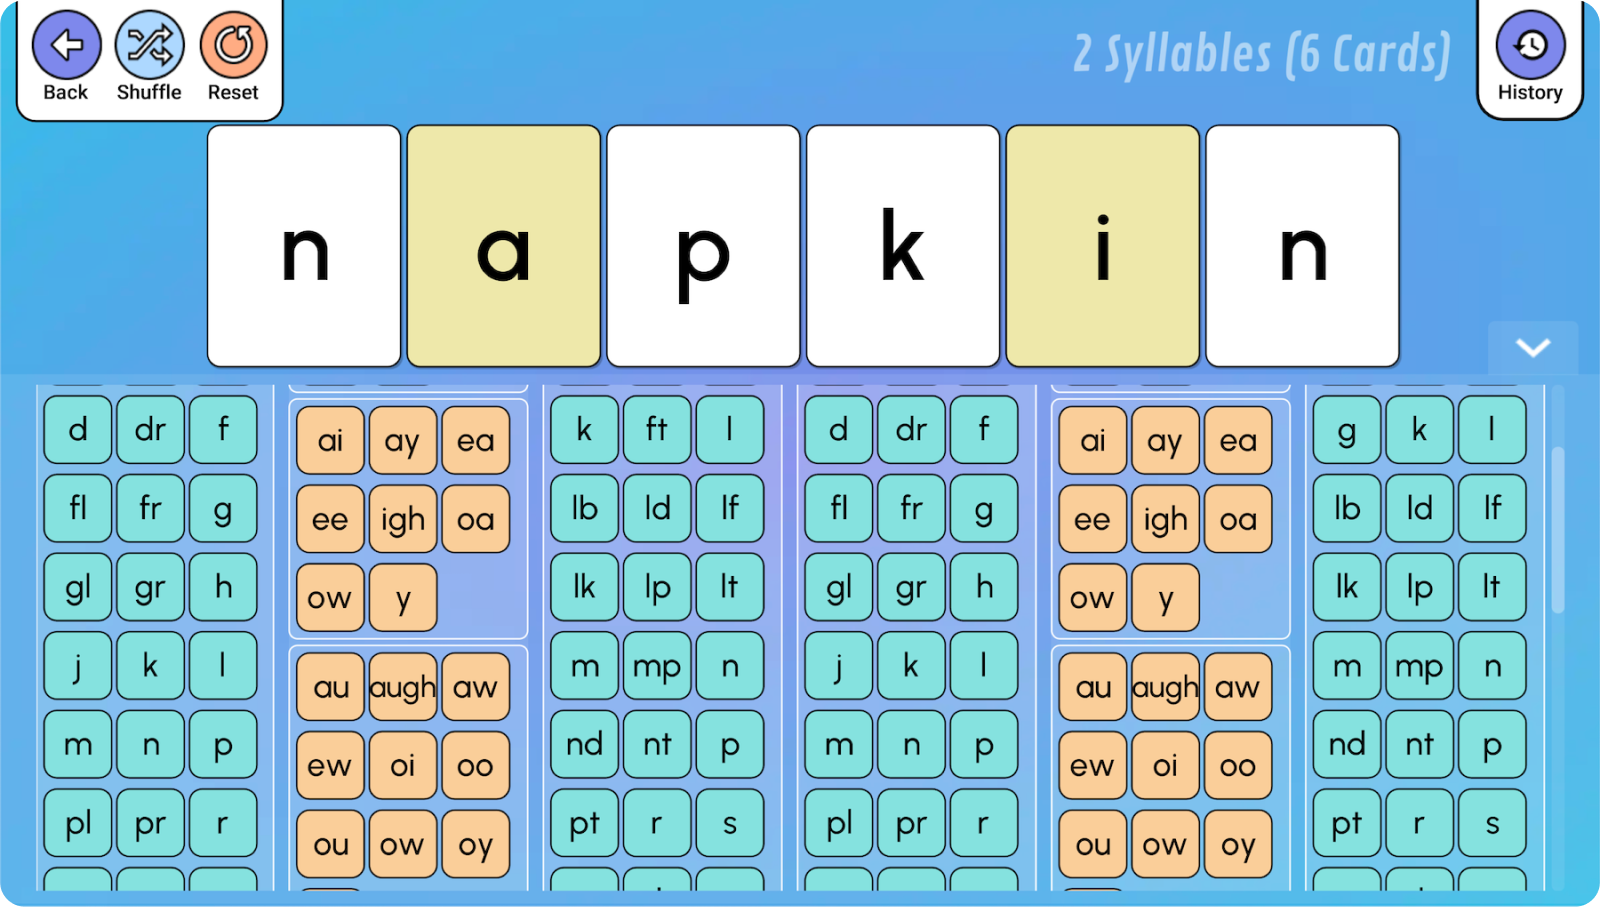 Back Shuffle Reset
2 Syllables (6 Cards)
History
n a p k i n
d dr f ai ay ea k ft l d dr f ai ay ea g k l
fl fr g ee igh oa lb ld lf fl fr g ee igh oa lb ld lf
gl gr h ow y lk lp lt gl gr h ow y lk lp lt
j k l au augh aw m mp n j k l au augh aw m mp n
m n p ew oi oo nd nt p m n p ew oi oo nd nt p
pl pr r ou ow oy pt r s pl pr r ou ow oy pt r s